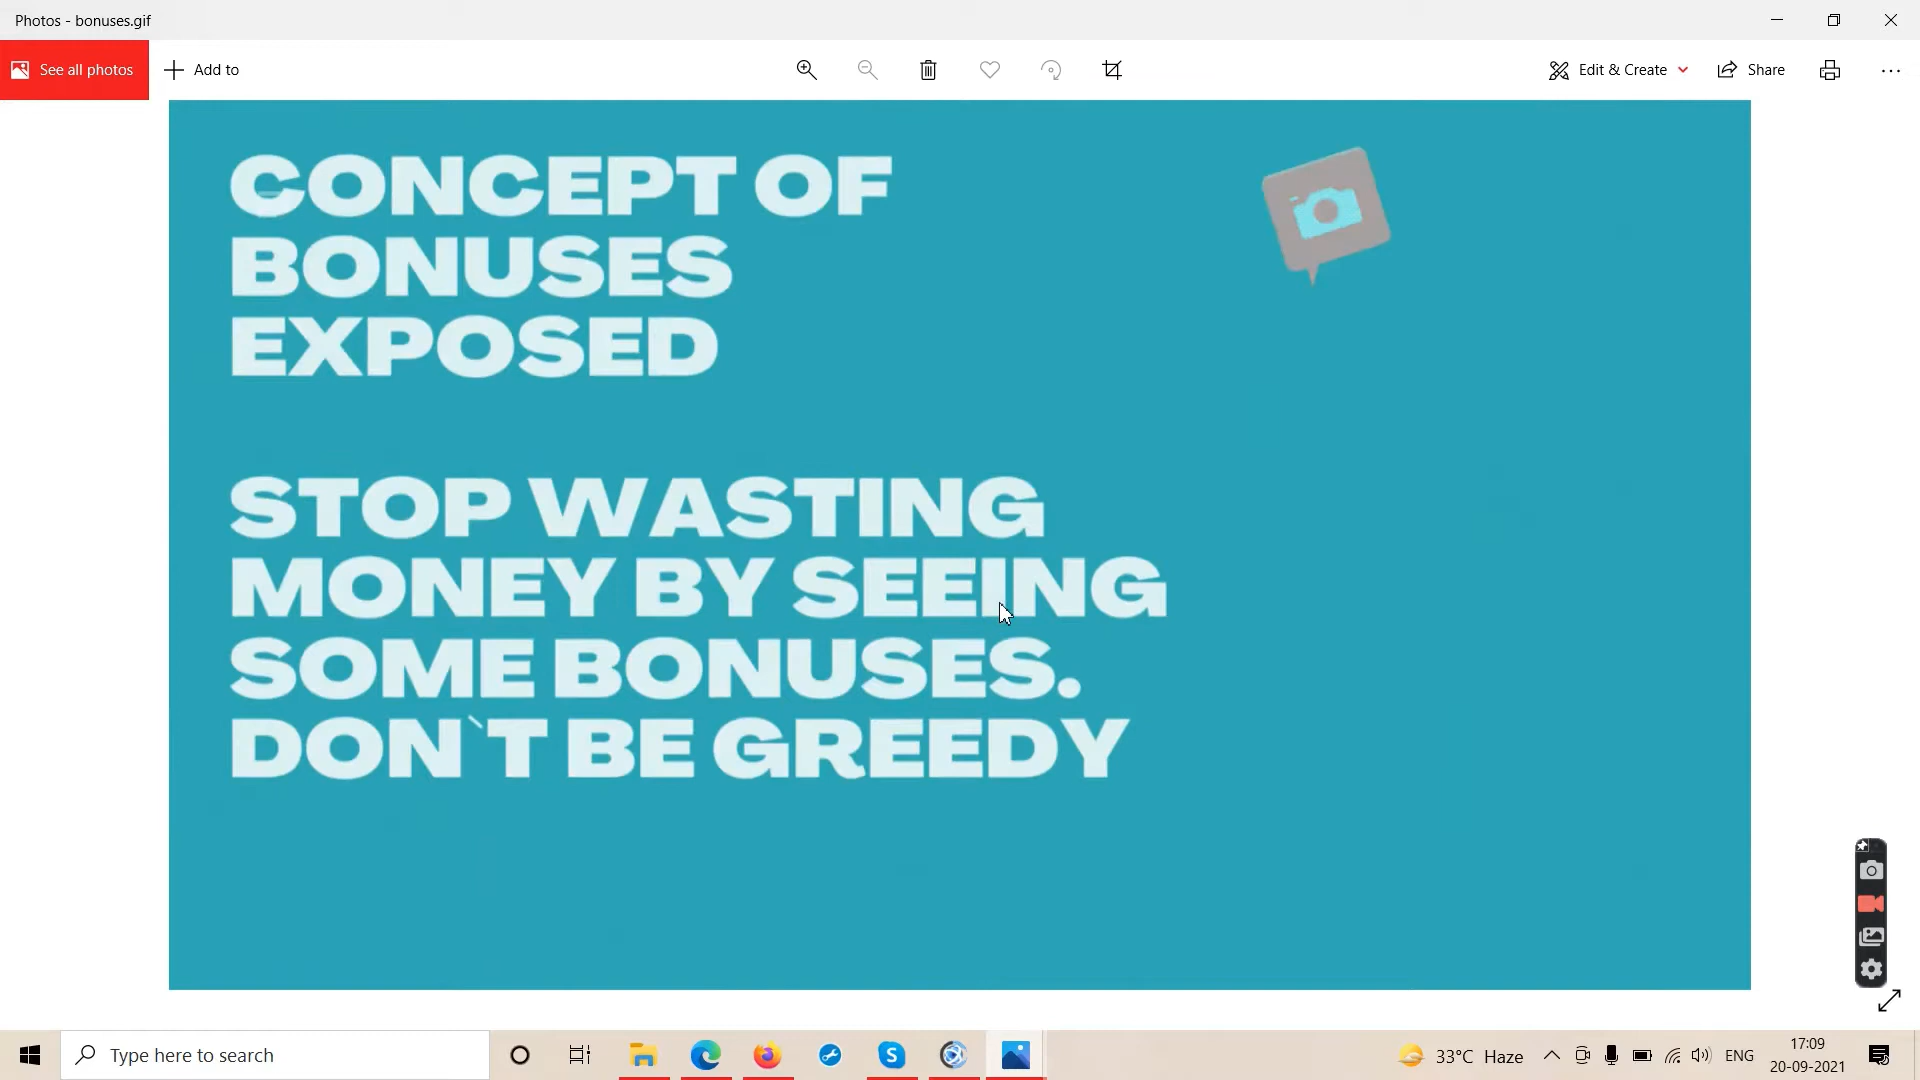 Photos - bonuses.gif
See all photos
Add to
Edit & Create
Share
CONCEPT OF
BONUSES
EXPOSED
STOP WASTING
MONEY BY SEEING
SOME BONUSES.
DON`T BE GREEDY
Type here to search
33°C Haze
ENG
17:09
20-09-2021